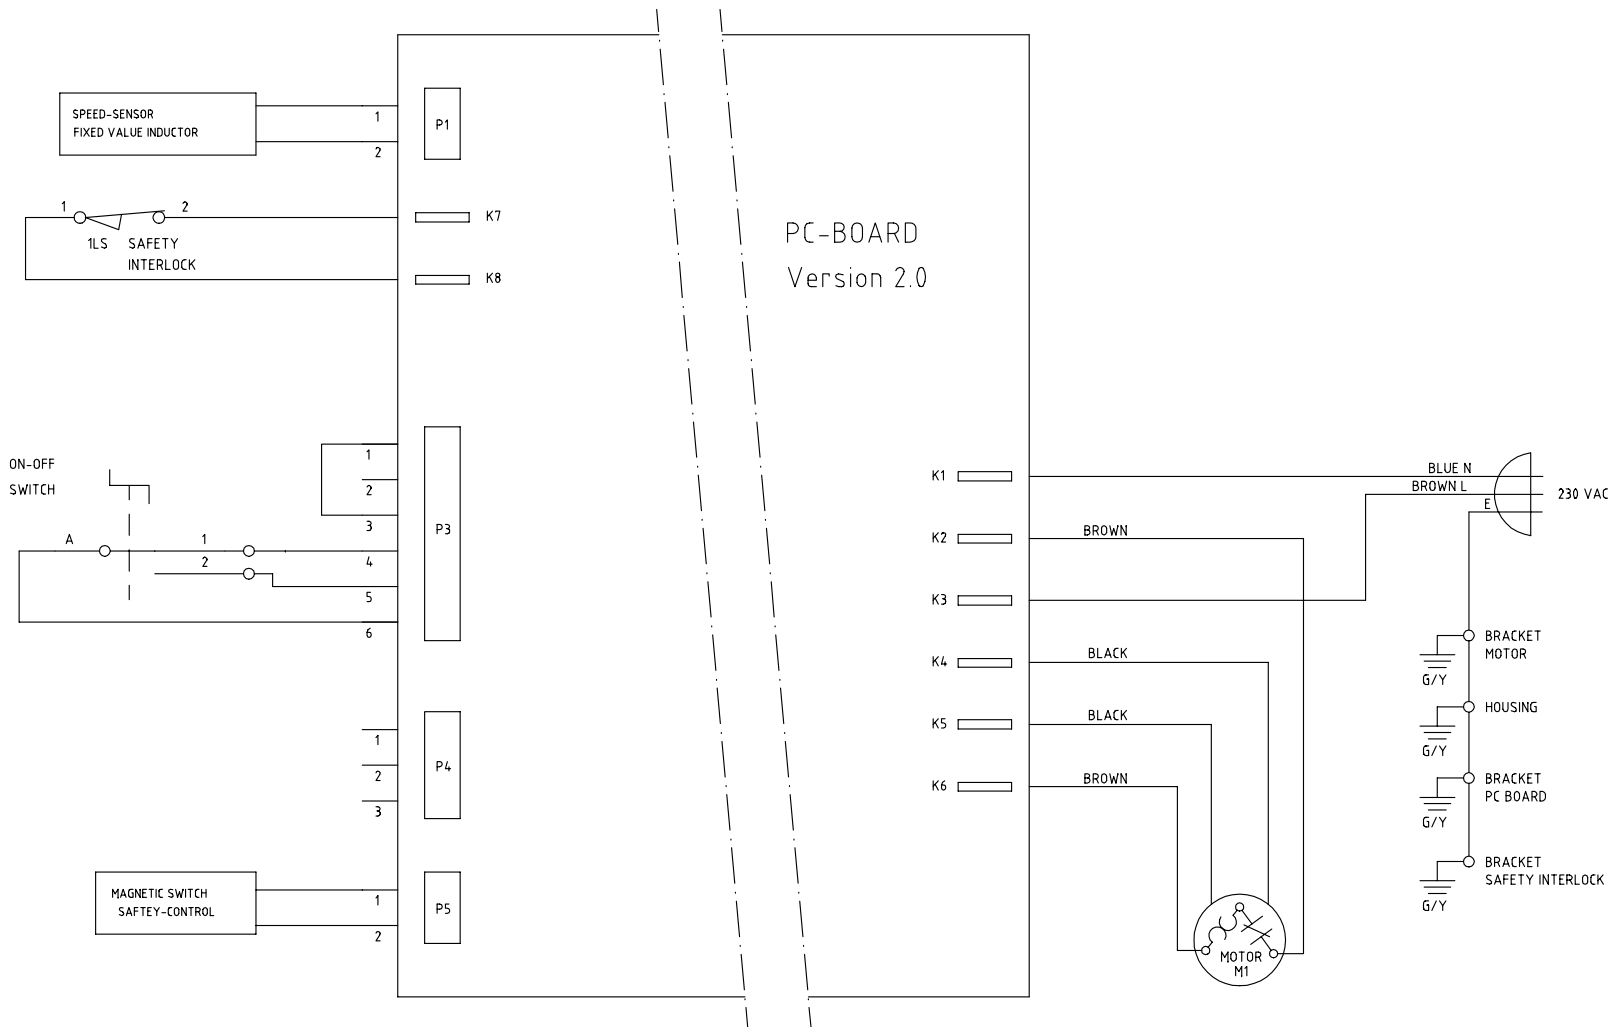 SPEED-SENSOR
FIXED VALUE INDUCTOR
1
2
P1
1
2
1LS SAFETY
INTERLOCK
K7
K8
PC-BOARD
Version 2.0
ON-OFF
SWITCH
A
1
2
1
2
3
4
5
6
P3
1
2
3
P4
MAGNETIC SWITCH
SAFTEY-CONTROL
1
2
P5
K1
K2
K3
K4
K5
K6
BLUE N
BROWN L
E
230 VAC
BROWN
BLACK
BLACK
BROWN
MOTOR
M1
BRACKET
MOTOR
G/Y
HOUSING
G/Y
BRACKET
PC BOARD
G/Y
BRACKET
SAFETY INTERLOCK
G/Y